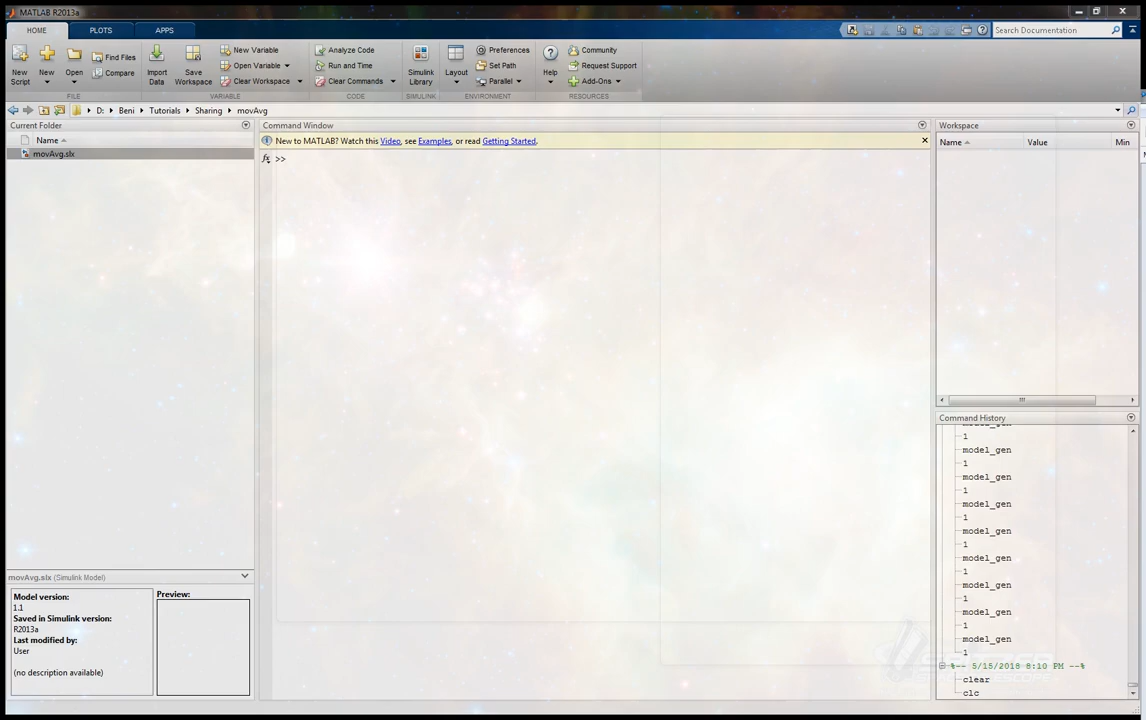 MATLAB R2013a
HOME PLOTS APPS
Search Documentation
New Script New Open Find Files Compare
Import Data Save Workspace New Variable Open Variable Clear Workspace
Analyze Code Run and Time Clear Commands
Simulink Library Layout Preferences Set Path Parallel
Help Community Request Support Add-Ons
FILE VARIABLE CODE SIMULINK ENVIRONMENT RESOURCES
D: Beni Tutorials Sharing movAvg
Current Folder
Name
movAvg.slx
movAvg.slx (Simulink Model)
Model version:
1.1
Saved in Simulink version:
R2013a
Last modified by:
User
(no description available)
Preview:
Command Window
New to MATLAB? Watch this Video, see Examples, or read Getting Started.
fx >>
Workspace
Name Value Min
Command History
model_gen
1
model_gen
1
model_gen
1
model_gen
1
model_gen
1
model_gen
1
model_gen
1
model_gen
1
model_gen
1
%-- 5/15/2018 8:10 PM --%
clear
clc